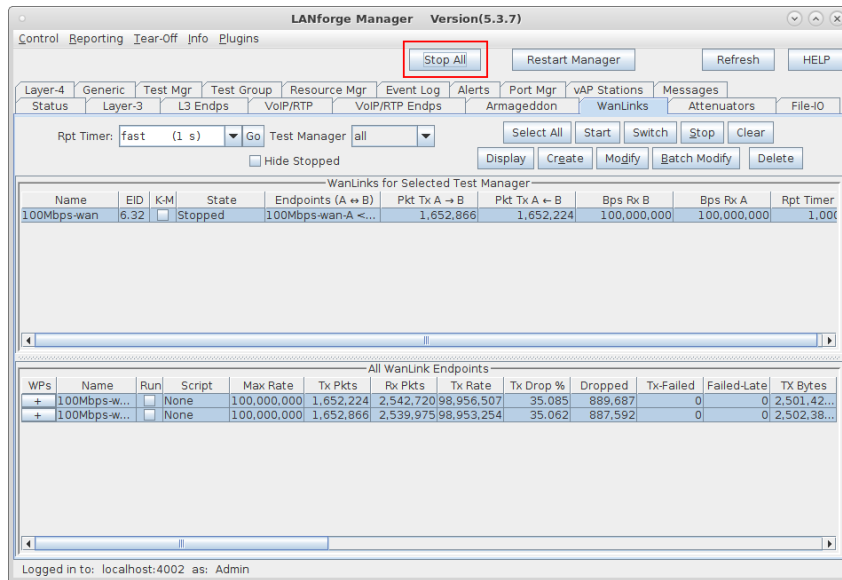 LANforge Manager Version(5.3.7)
Control Reporting Tear-Off Info Plugins
Stop All Restart Manager Refresh HELP
Layer-4 Generic Test Mgr Test Group Resource Mgr Event Log Alerts Port Mgr vAP Stations Messages
Status Layer-3 L3 Endps VoIP/RTP VoIP/RTP Endps Armageddon WanLinks Attenuators File-IO
Rpt Timer: fast (1 s) Go Test Manager all Select All Start Switch Stop Clear
Hide Stopped Display Create Modify Batch Modify Delete
WanLinks for Selected Test Manager
Name EID K-M State Endpoints (A ↔ B) Pkt Tx A → B Pkt Tx A ← B Bps Rx B Bps Rx A Rpt Timer
100Mbps-wan 6.32 Stopped 100Mbps-wan-A <... 1,652,866 1,652,224 100,000,000 100,000,000 1,000
All WanLink Endpoints
WPs Name Run Script Max Rate Tx Pkts Rx Pkts Tx Rate Tx Drop % Dropped Tx-Failed Failed-Late TX Bytes
+ 100Mbps-w... None 100,000,000 1,652,224 2,542,720 98,956,507 35.085 889,687 0 0 2,501,42...
+ 100Mbps-w... None 100,000,000 1,652,866 2,539,975 98,953,254 35.062 887,592 0 0 2,502,38...
Logged in to: localhost:4002 as: Admin